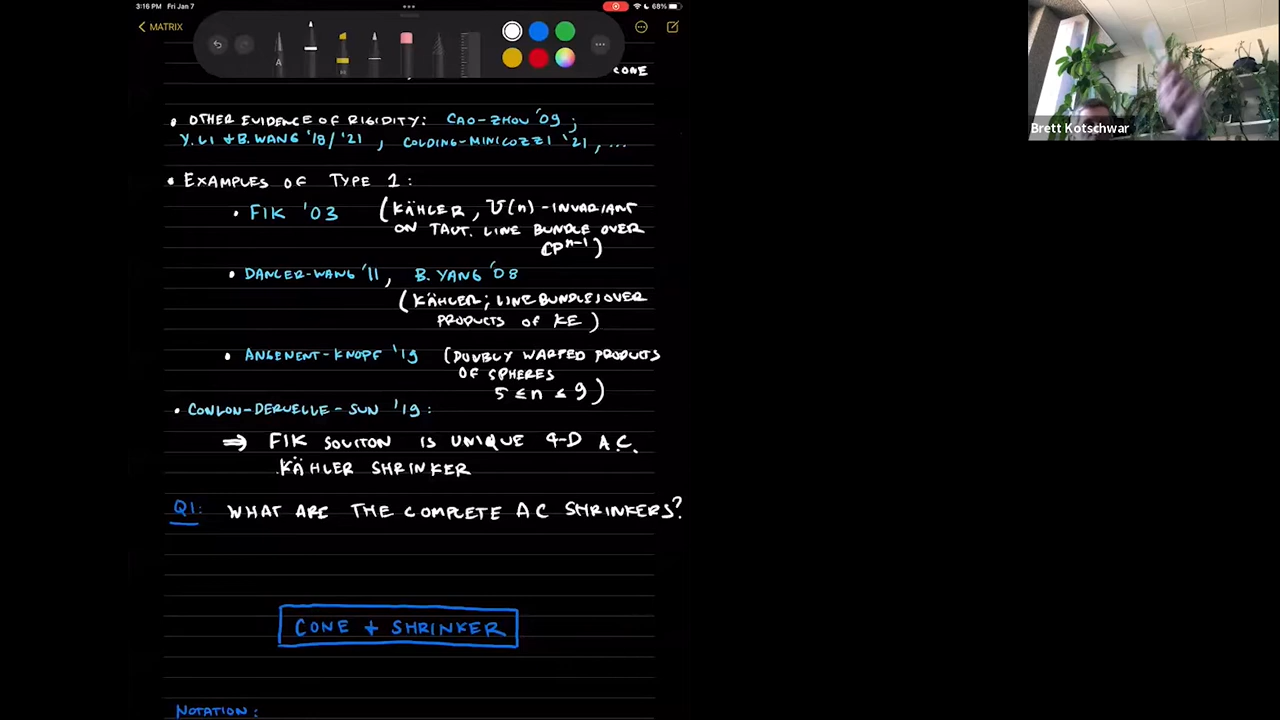 3:16 PM Fri Jan 7
68%
MATRIX
A
CONE
• OTHER EVIDENCE OF RIGIDITY: CAO-ZHOU '09;
Y. LI + B. WANG '18/'21, COLDING-MINICOZZI '21, ...
• EXAMPLES OF TYPE 1:
• FIK '03 (KÄHLER, U(n)-INVARIANT
ON TAUT. LINE BUNDLE OVER
CP^{n-1})
• DANCER-WANG '11, B. YANG '08
(KÄHLER; LINE BUNDLES OVER
PRODUCTS OF KE)
• ANGENENT-KNOPF '19 (DOUBLY WARPED PRODUCTS
OF SPHERES
5 ≤ n ≤ 9)
• CONLON-DERUELLE-SUN '19:
⇒ FIK SOLITON IS UNIQUE 4-D A.C.
KÄHLER SHRINKER
Q1: WHAT ARE THE COMPLETE AC SHRINKERS?
CONE + SHRINKER
NOTATION:
Brett Kotschwar